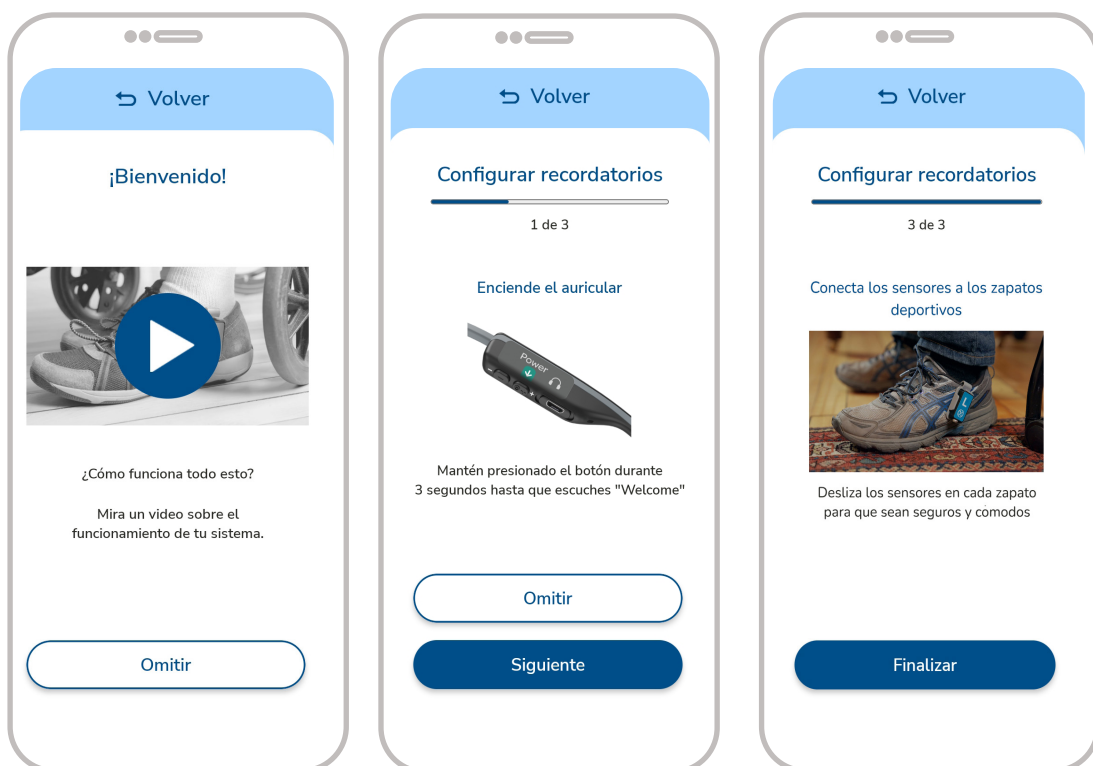 Volver
¡Bienvenido!
¿Cómo funciona todo esto?
Mira un video sobre el
funcionamiento de tu sistema.
Omitir
Volver
Configurar recordatorios
1 de 3
Enciende el auricular
Power
Mantén presionado el botón durante
3 segundos hasta que escuches "Welcome"
Omitir
Siguiente
Volver
Configurar recordatorios
3 de 3
Conecta los sensores a los zapatos
deportivos
L
Desliza los sensores en cada zapato
para que sean seguros y cómodos
Finalizar